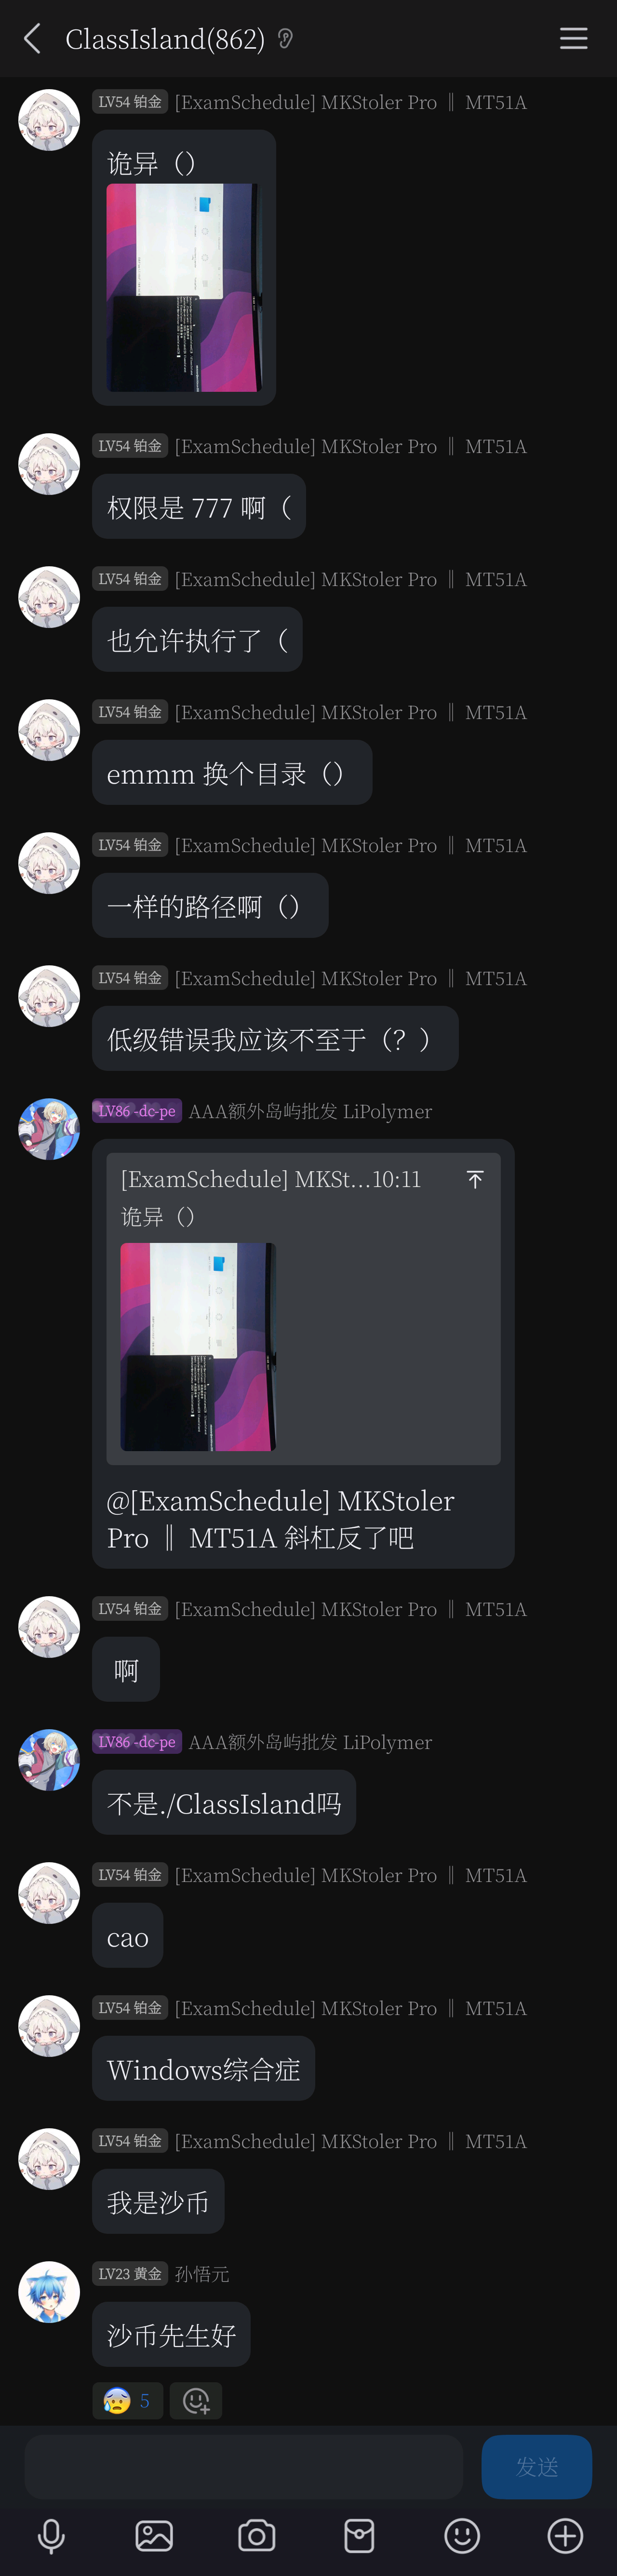 ClassIsland(862)
LV54 铂金 [ExamSchedule] MKStoler Pro ‖ MT51A
诡异（）
LV54 铂金 [ExamSchedule] MKStoler Pro ‖ MT51A
权限是 777 啊（
LV54 铂金 [ExamSchedule] MKStoler Pro ‖ MT51A
也允许执行了（
LV54 铂金 [ExamSchedule] MKStoler Pro ‖ MT51A
emmm 换个目录（）
LV54 铂金 [ExamSchedule] MKStoler Pro ‖ MT51A
一样的路径啊（）
LV54 铂金 [ExamSchedule] MKStoler Pro ‖ MT51A
低级错误我应该不至于（？）
LV86 -dc-pe AAA额外岛屿批发 LiPolymer
[ExamSchedule] MKSt...10:11
诡异（）
@[ExamSchedule] MKStoler
Pro ‖ MT51A 斜杠反了吧
LV54 铂金 [ExamSchedule] MKStoler Pro ‖ MT51A
啊
LV86 -dc-pe AAA额外岛屿批发 LiPolymer
不是./ClassIsland吗
LV54 铂金 [ExamSchedule] MKStoler Pro ‖ MT51A
cao
LV54 铂金 [ExamSchedule] MKStoler Pro ‖ MT51A
Windows综合症
LV54 铂金 [ExamSchedule] MKStoler Pro ‖ MT51A
我是沙币
LV23 黄金 孙悟元
沙币先生好
5
发送